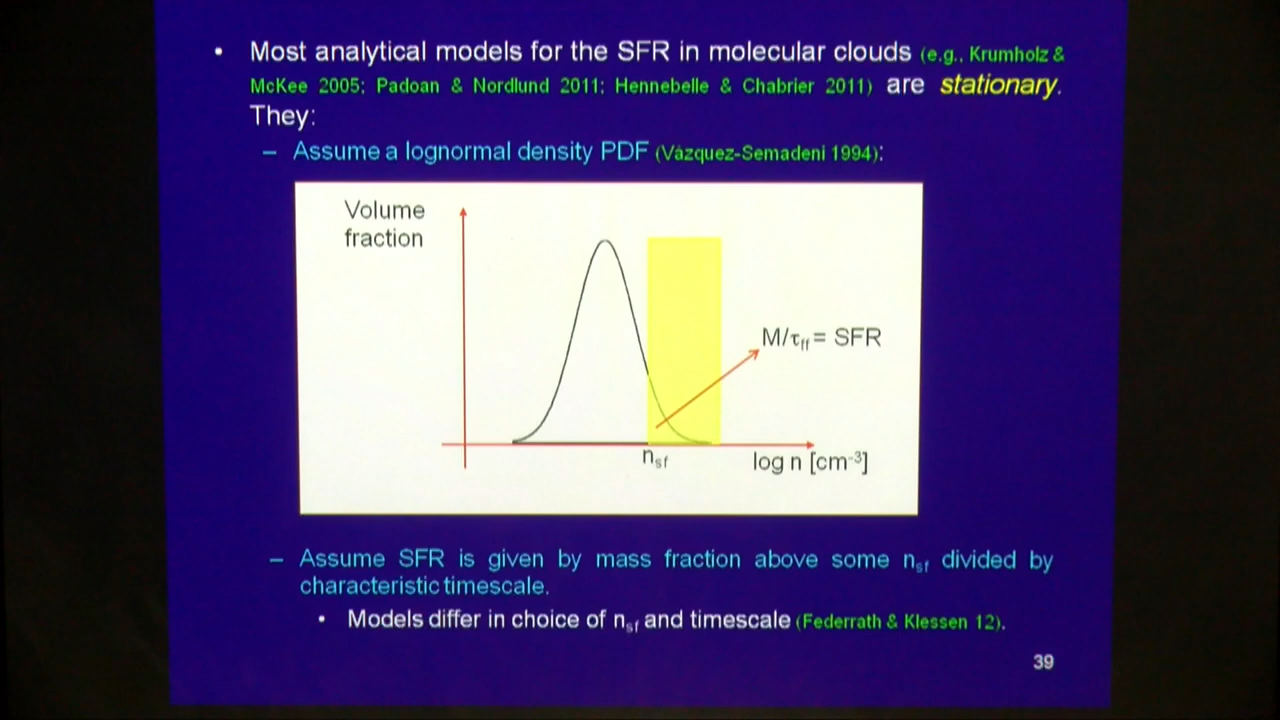 • Most analytical models for the SFR in molecular clouds (e.g., Krumholz &
McKee 2005; Padoan & Nordlund 2011; Hennebelle & Chabrier 2011) are stationary.
They:
– Assume a lognormal density PDF (Vázquez-Semadeni 1994):
Volume
fraction
M/τff = SFR
nsf
log n [cm-3]
– Assume SFR is given by mass fraction above some nsf divided by
characteristic timescale.
• Models differ in choice of nsf and timescale (Federrath & Klessen 12).
39